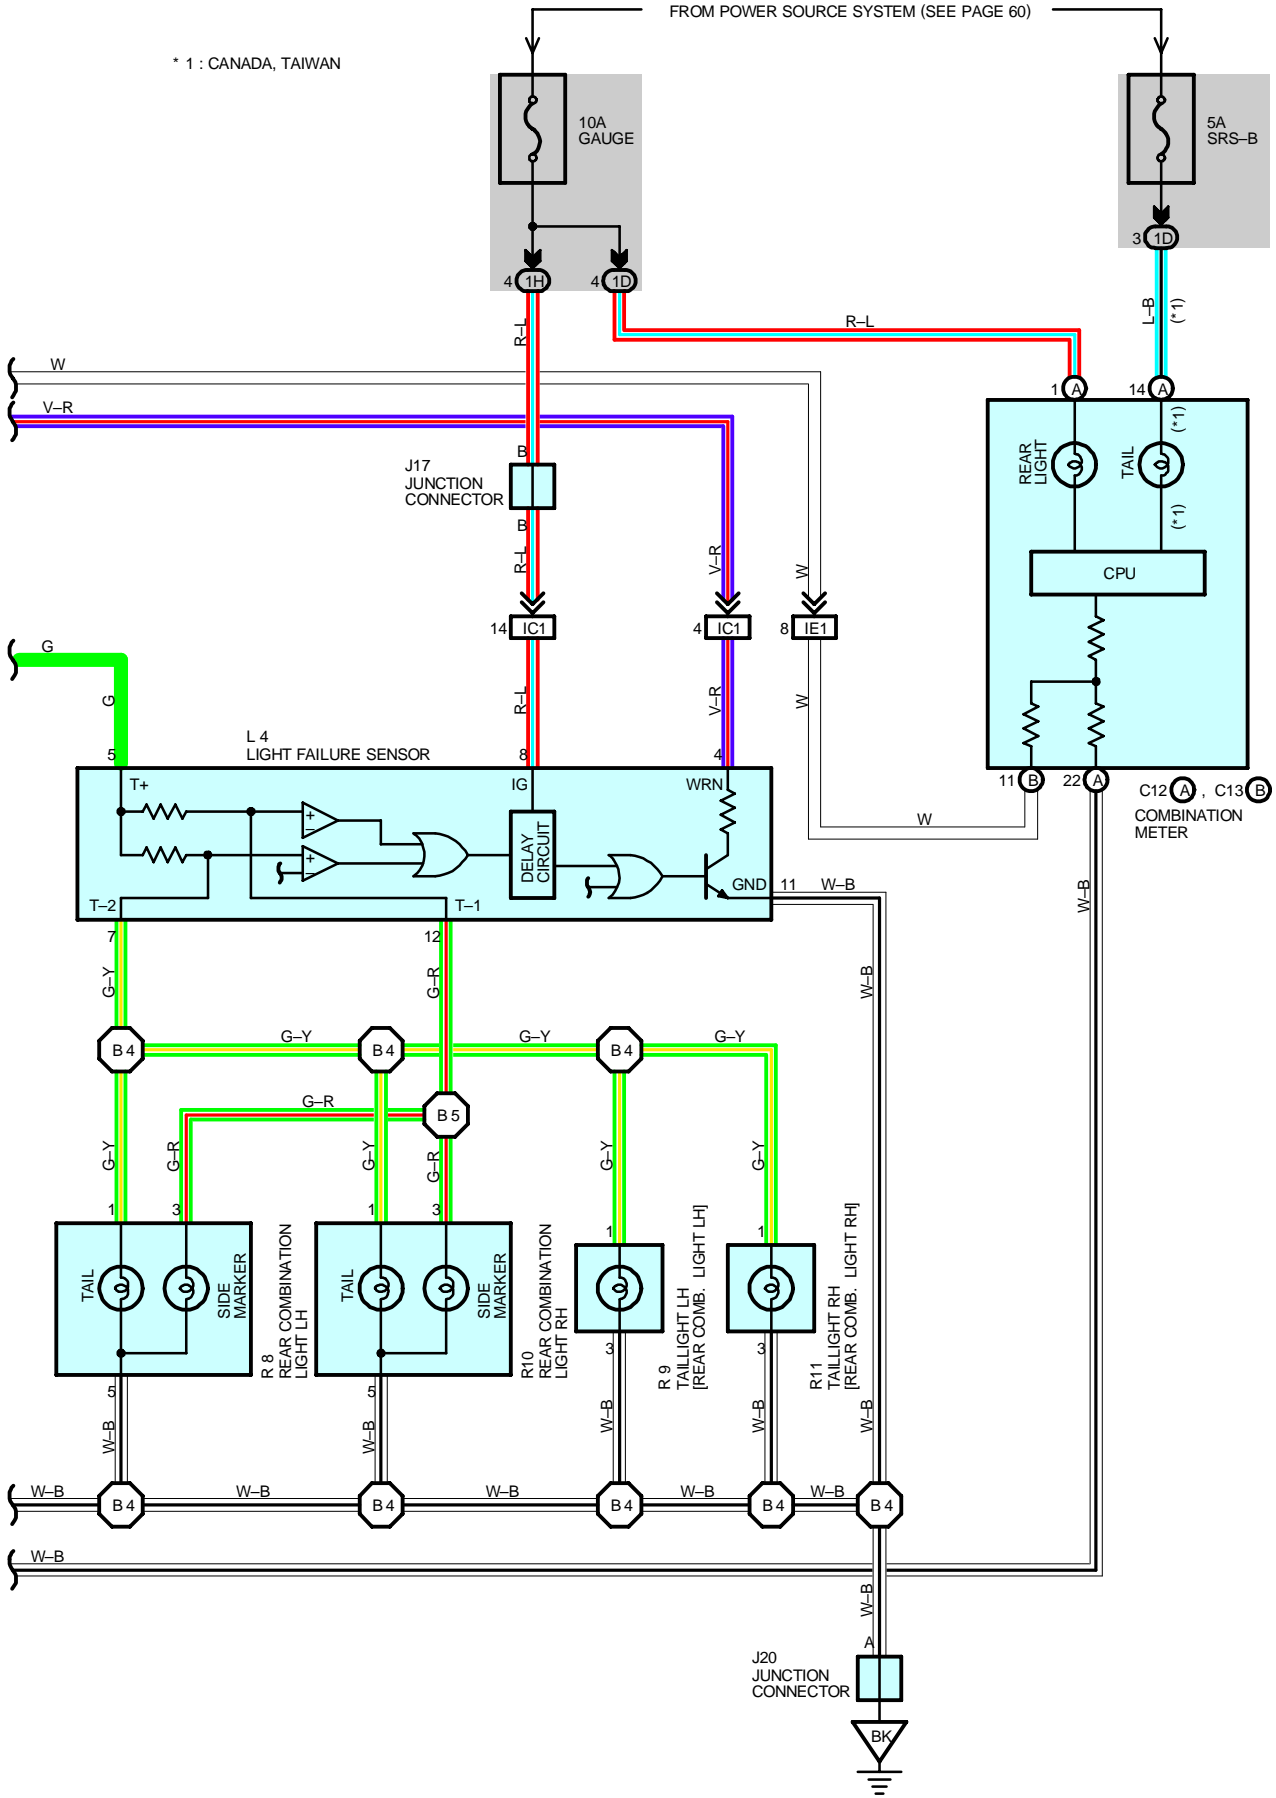 FROM POWER SOURCE SYSTEM (SEE PAGE 60)
* 1 : CANADA, TAIWAN
10A
GAUGE
5A
SRS–B
3 1D
4 1H
4 1D
R–L
R–L
L–B
(*1)
W
V–R
1 A
14 A
(*1)
REAR
LIGHT
TAIL
(*1)
CPU
B
J17
JUNCTION
CONNECTOR
B
R–L
V–R
W
14 IC1
4 IC1
8 IE1
G
G
R–L
V–R
W
L 4
LIGHT FAILURE SENSOR
5
8
4
T+
IG
WRN
DELAY
CIRCUIT
GND
T–2
T–1
11
W–B
11 B
22 A
C12 A , C13 B
COMBINATION
METER
W
W–B
7
12
G–Y
G–R
W–B
B 4
G–Y
B 4
G–Y
B 4
G–Y
G–R
B 5
G–Y
G–R
G–Y
G–R
G–Y
G–Y
1
3
1
3
1
1
TAIL
SIDE
MARKER
R 8
REAR COMBINATION
LIGHT LH
TAIL
SIDE
MARKER
R10
REAR COMBINATION
LIGHT RH
R 9
TAILLIGHT LH
[REAR COMB. LIGHT LH]
R11
TAILLIGHT RH
[REAR COMB. LIGHT RH]
3
3
5
5
W–B
W–B
W–B
W–B
W–B
W–B
B 4
W–B
B 4
W–B
B 4
W–B
B 4
W–B
B 4
W–B
W–B
A
J20
JUNCTION
CONNECTOR
BK